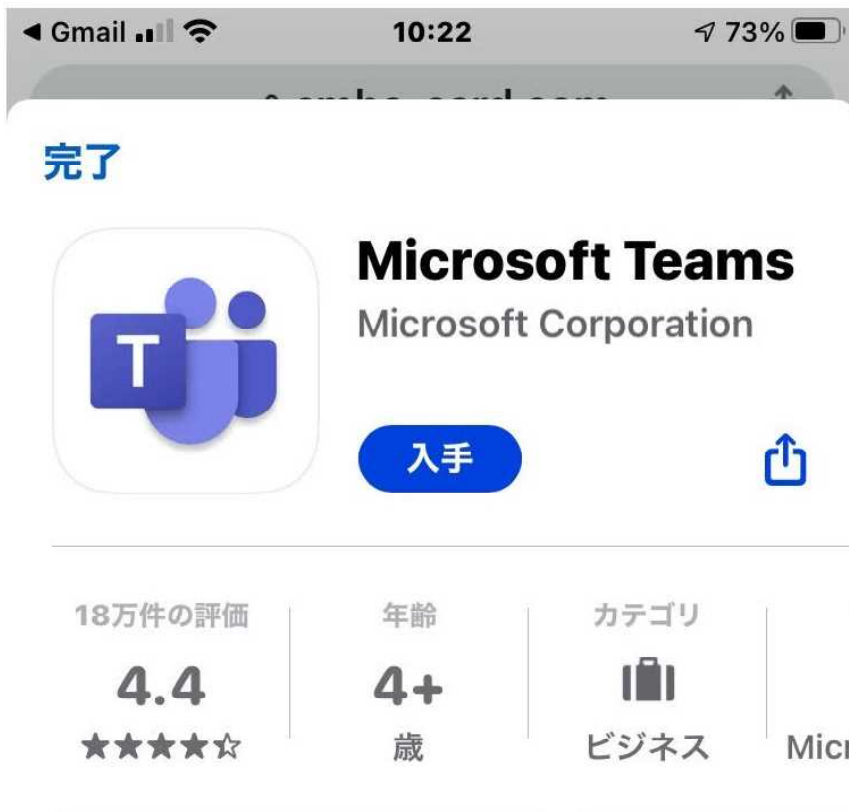 ◀ Gmail 10:22 73%
完了
T
Microsoft Teams
Microsoft Corporation
入手
18万件の評価 年齢 カテゴリ
4.4 4+
★★★★☆ 歳 ビジネス Micr